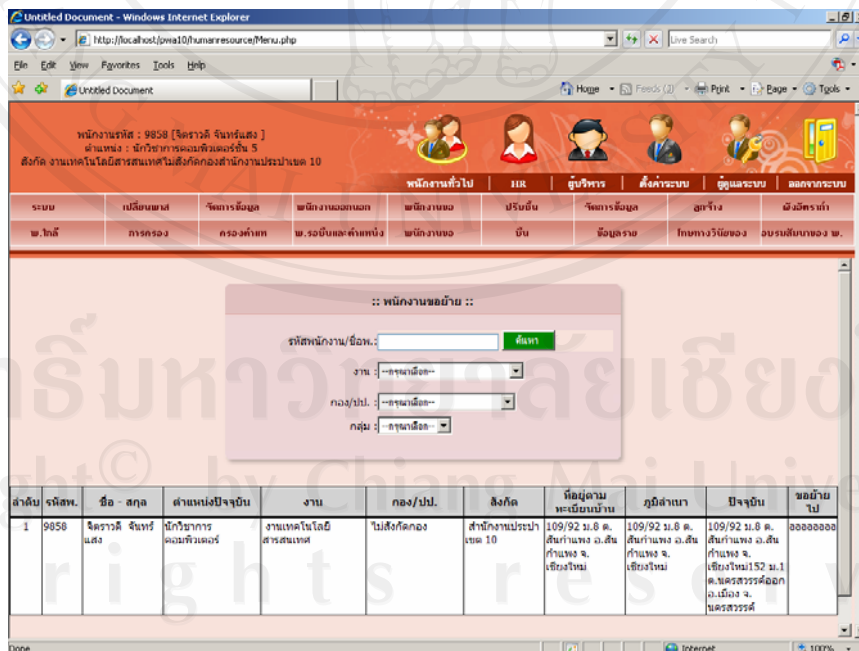 Untitled Document - Windows Internet Explorer
http://localhost/pwa10/humanresource/Menu.php
Live Search
File Edit View Favorites Tools Help
Untitled Document
Home Feeds (J) Print Page Tools
พนักงานรหัส : 9858 [จิตราวดี จันทร์แสง ]
ตำแหน่ง : นักวิชาการคอมพิวเตอร์ชั้น 5
สังกัด งานเทคโนโลยีสารสนเทศไม่สังกัดกองสำนักงานประปาเขต 10
พนักงานทั่วไป | HR | ผู้บริหาร | ตั้งค่าระบบ | ผู้ดูแลระบบ | ออกจากระบบ
ระบบ เปลี่ยนพาส จัดการข้อมูล พนักงานออกนอก พนักงานขอ ปรับขั้น จัดการข้อมูล ลูกจ้าง ผังอัตรากำ
พ.ใกล้ การครอง ครองตำแห พ.รอขึ้นและตำแหน่ง พนักงานขอ ขึ้น ข้อมูลราย โทษทางวินัยของ อบรมสัมนาของ พ.
:: พนักงานขอย้าย ::
รหัสพนักงาน/ชื่อพ.: ค้นหา
งาน : --กรุณาเลือก--
กอง/ปป. : --กรุณาเลือก--
กลุ่ม : --กรุณาเลือก--
ลำดับ รหัสพ. ชื่อ - สกุล ตำแหน่งปัจจุบัน งาน กอง/ปป. สังกัด ที่อยู่ตาม ทะเบียนบ้าน ภูมิลำเนา ปัจจุบัน ขอย้าย ไป
1 9858 จิตราวดี จันทร์ นักวิชาการ งานเทคโนโลยี ไม่สังกัดกอง สำนักงานประปา 109/92 ม.8 ต. 109/92 ม.8 ต. 109/92 ม.8 ต. ออออออออ
แสง คอมพิวเตอร์ สารสนเทศ เขต 10 สันกำแพง อ.สัน สันกำแพง อ.สัน สันกำแพง อ.สัน
กำแพง จ. กำแพง จ. กำแพง จ.
เชียงใหม่ เชียงใหม่ เชียงใหม่152 ม.1
ต.นครสวรรค์ออก
อ.เมือง จ.
นครสวรรค์
by Chiang Mai Unive
rights reserv
Done Internet 100%